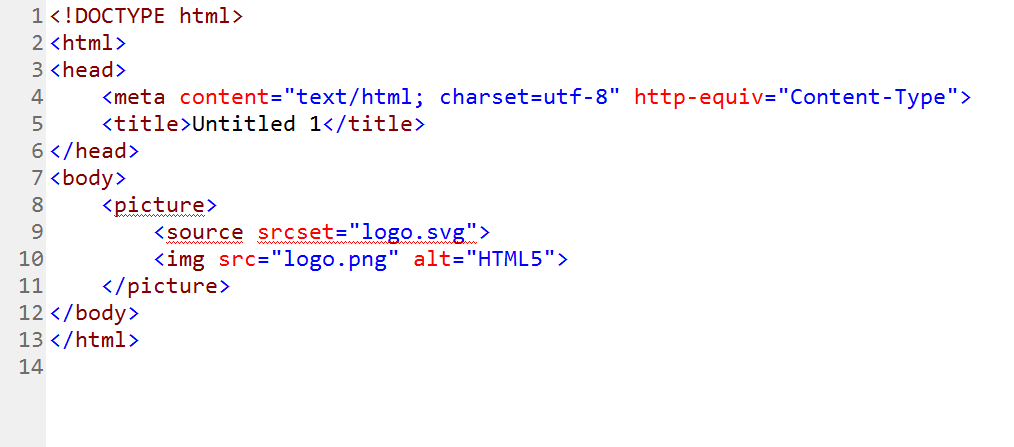 1 <!DOCTYPE html>
2 <html>
3 <head>
4     <meta content="text/html; charset=utf-8" http-equiv="Content-Type">
5     <title>Untitled 1</title>
6 </head>
7 <body>
8     <picture>
9         <source srcset="logo.svg">
10         <img src="logo.png" alt="HTML5">
11     </picture>
12 </body>
13 </html>
14